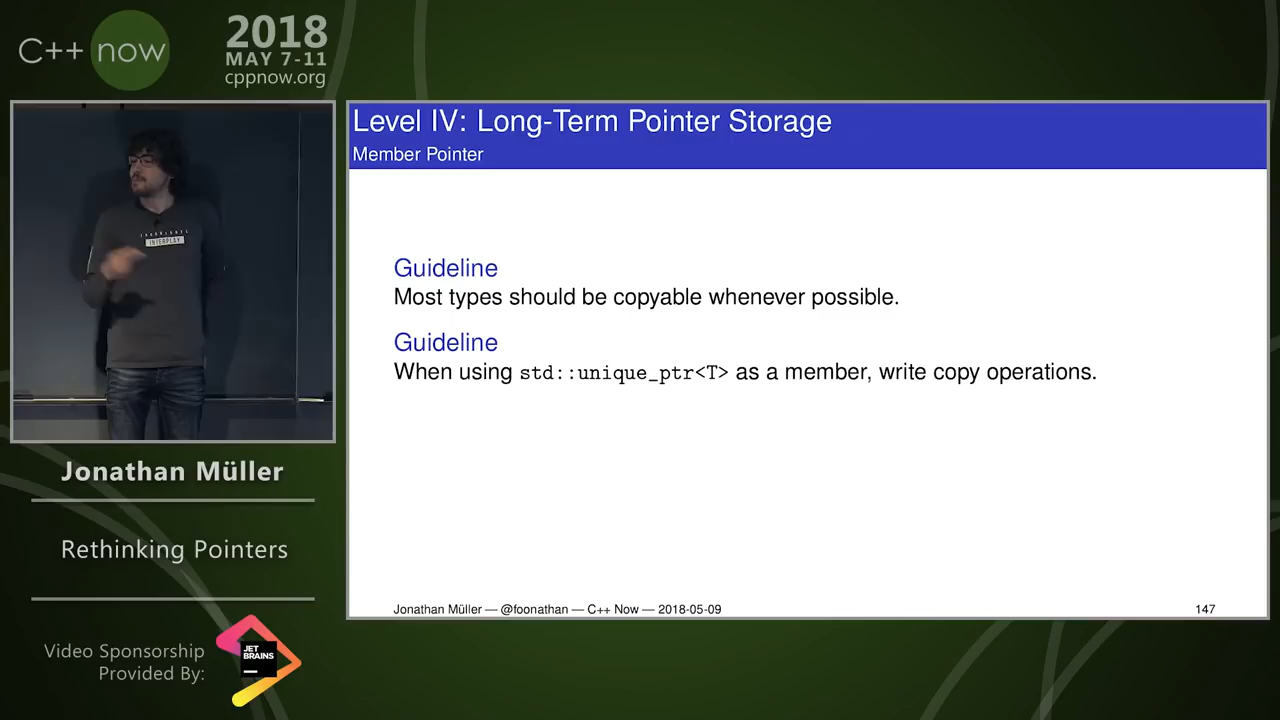 C++ now
2018
MAY 7-11
cppnow.org
Level IV: Long-Term Pointer Storage
Member Pointer
Guideline
Most types should be copyable whenever possible.
Guideline
When using std::unique_ptr<T> as a member, write copy operations.
Jonathan Müller — @foonathan — C++ Now — 2018-05-09
147
INTERPLAY
Jonathan Müller
Rethinking Pointers
Video Sponsorship
Provided By:
JET
BRAINS